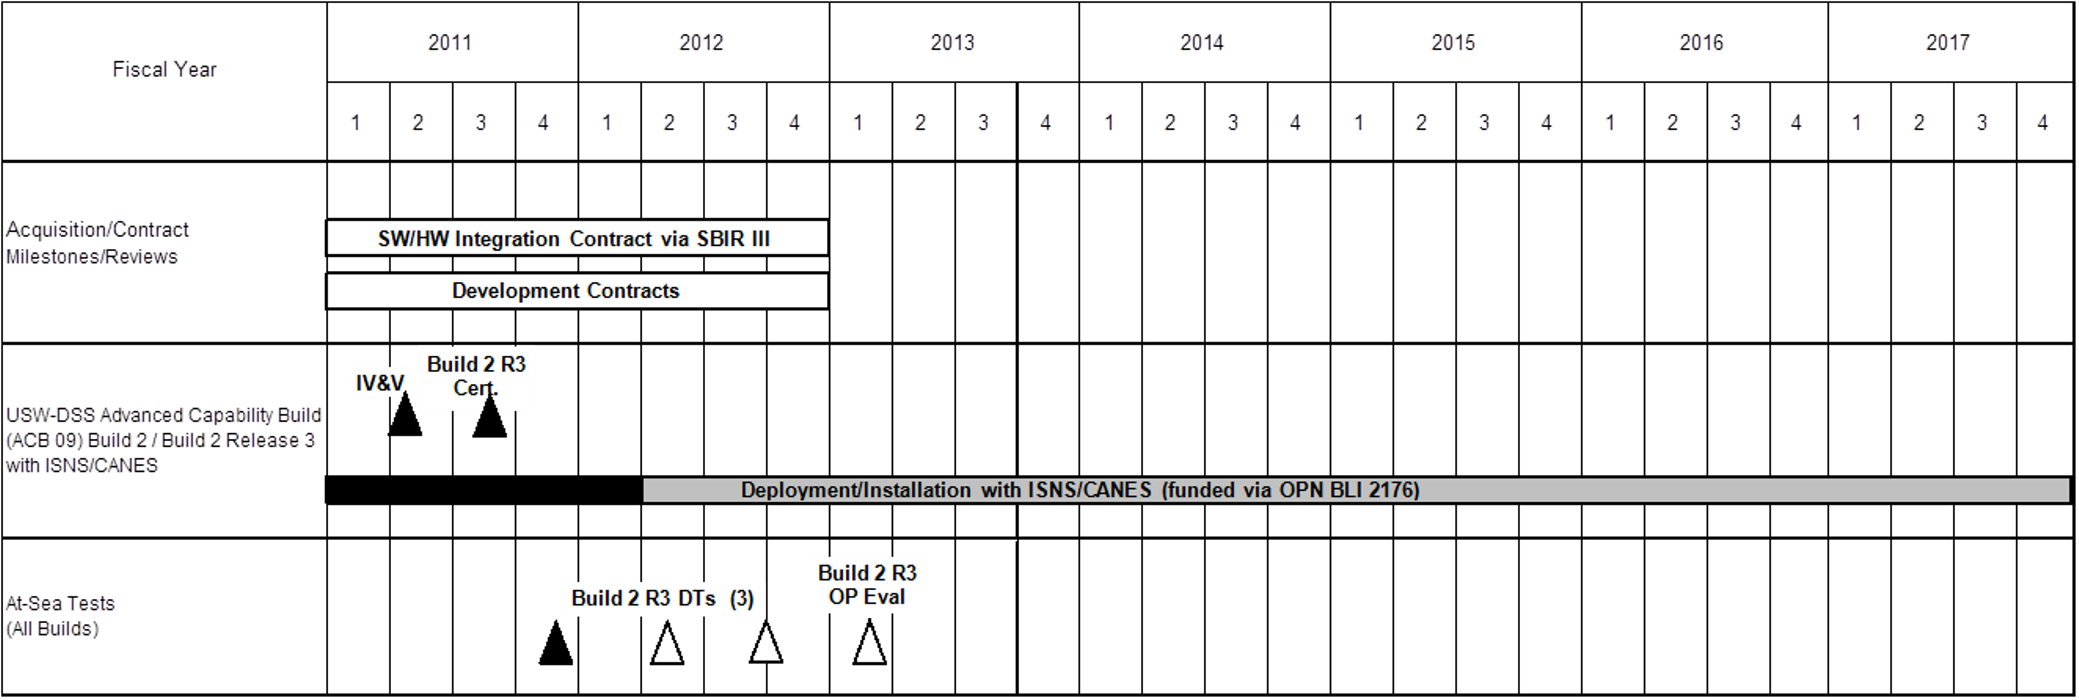 Fiscal Year
2011 2012 2013 2014 2015 2016 2017
1 2 3 4 1 2 3 4 1 2 3 4 1 2 3 4 1 2 3 4 1 2 3 4 1 2 3 4
Acquisition/Contract
Milestones/Reviews
SW/HW Integration Contract via SBIR III
Development Contracts
USW-DSS Advanced Capability Build
(ACB 09) Build 2 / Build 2 Release 3
with ISNS/CANES
IV&V
Build 2 R3
Cert.
Deployment/Installation with ISNS/CANES (funded via OPN BLI 2176)
At-Sea Tests
(All Builds)
Build 2 R3 DTs (3)
Build 2 R3
OP Eval